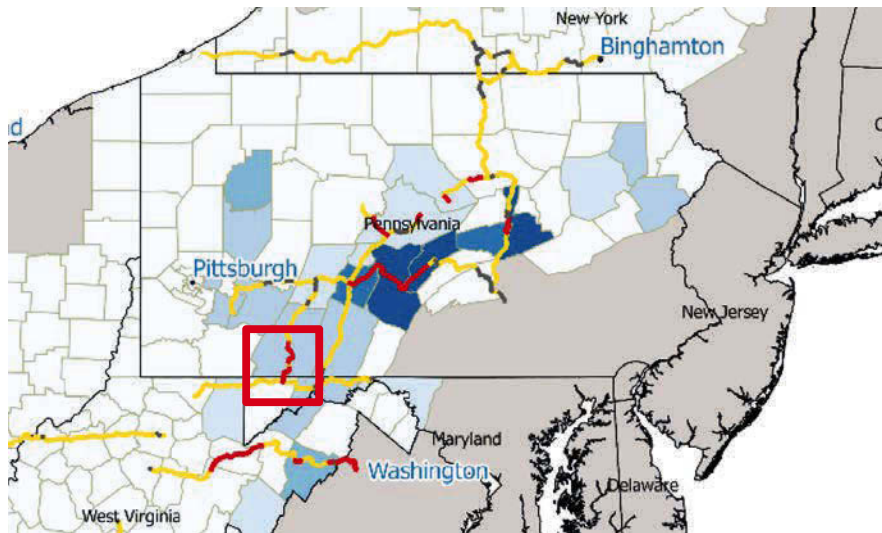 New York
Binghamton
d
Pennsylvania
Pittsburgh
New Jersey
Maryland
Washington
Delaware
West Virginia
C